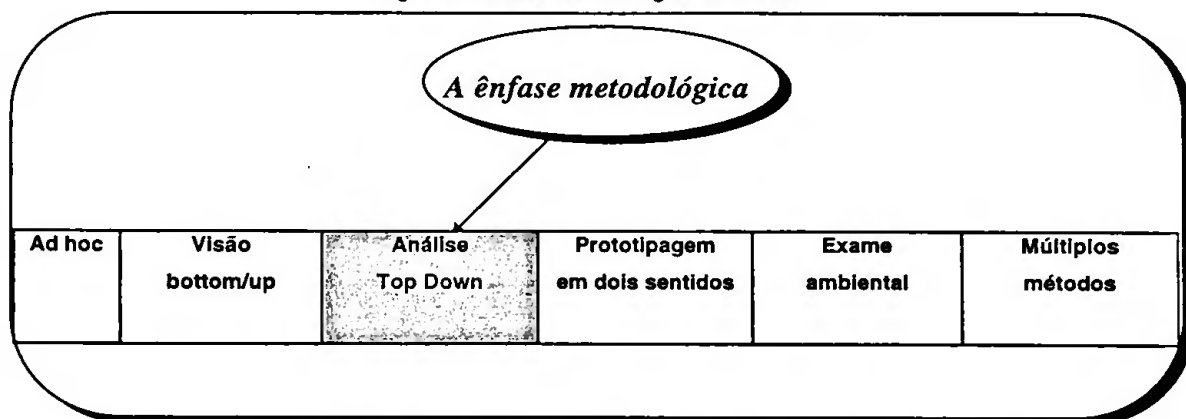 A ênfase metodológica
Ad hoc
Visão
bottom/up
Análise
Top Down
Prototipagem
em dois sentidos
Exame
ambiental
Múltiplos
métodos